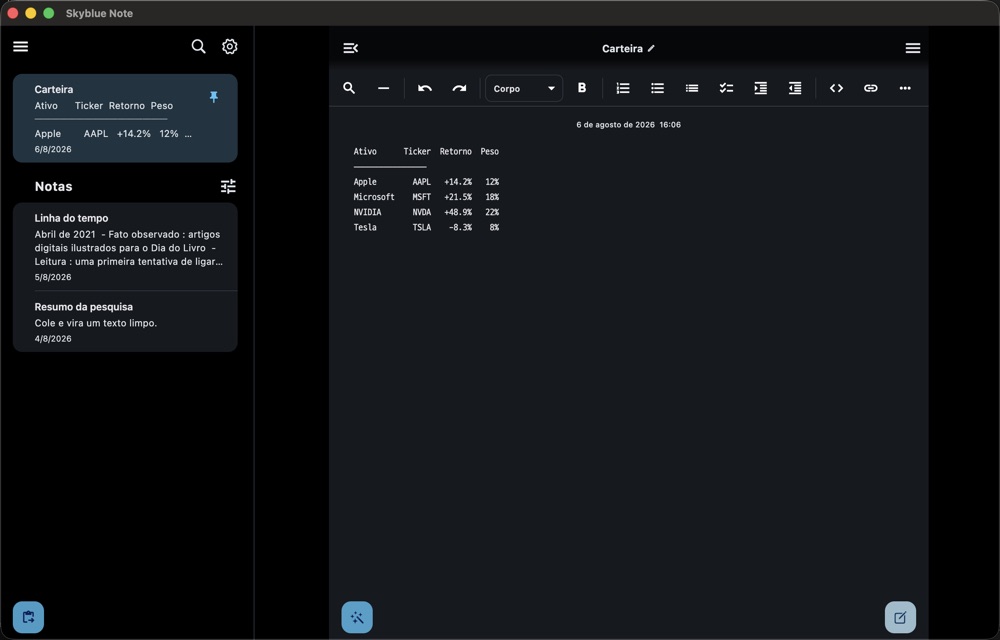 Skyblue Note
Carteira
Ativo Ticker Retorno Peso
Apple AAPL +14.2% 12% ...
6/8/2026
Notas
Linha do tempo
Abril de 2021 - Fato observado : artigos
digitais ilustrados para o Dia do Livro -
Leitura : uma primeira tentativa de ligar...
5/8/2026
Resumo da pesquisa
Cole e vira um texto limpo.
4/8/2026
Carteira
Corpo
B
6 de agosto de 2026 16:06
Ativo Ticker Retorno Peso
Apple AAPL +14.2% 12%
Microsoft MSFT +21.5% 18%
NVIDIA NVDA +48.9% 22%
Tesla TSLA -8.3% 8%